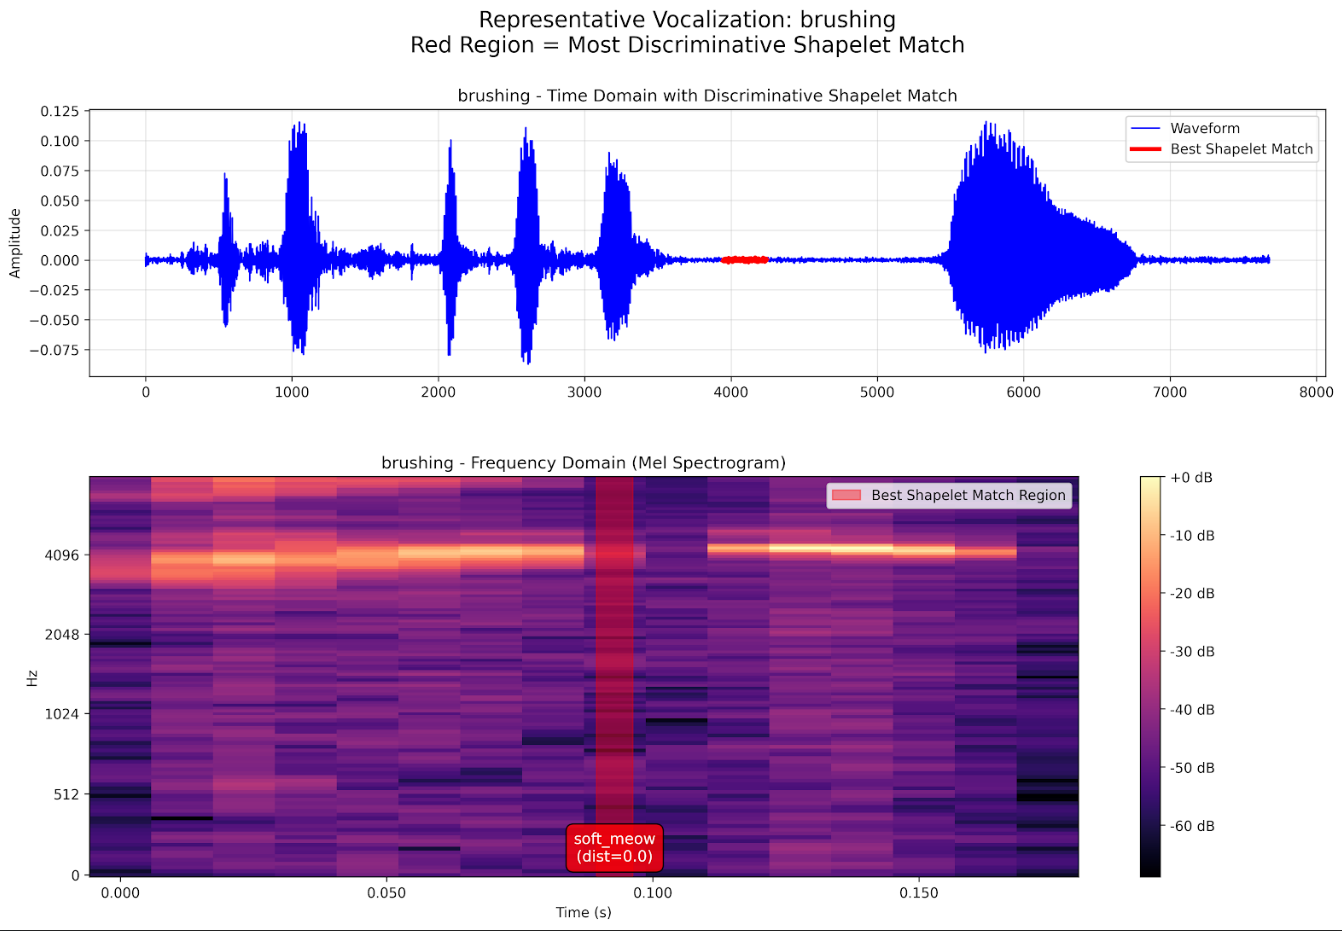 Representative Vocalization: brushing
Red Region = Most Discriminative Shapelet Match
brushing - Time Domain with Discriminative Shapelet Match
0.125
0.100
0.075
0.050
0.025
0.000
−0.025
−0.050
−0.075
Amplitude
Waveform
Best Shapelet Match
0 1000 2000 3000 4000 5000 6000 7000 8000
brushing - Frequency Domain (Mel Spectrogram)
4096
2048
1024
512
0
Hz
Best Shapelet Match Region
soft_meow
(dist=0.0)
0.000 0.050 0.100 0.150
Time (s)
+0 dB
-10 dB
-20 dB
-30 dB
-40 dB
-50 dB
-60 dB